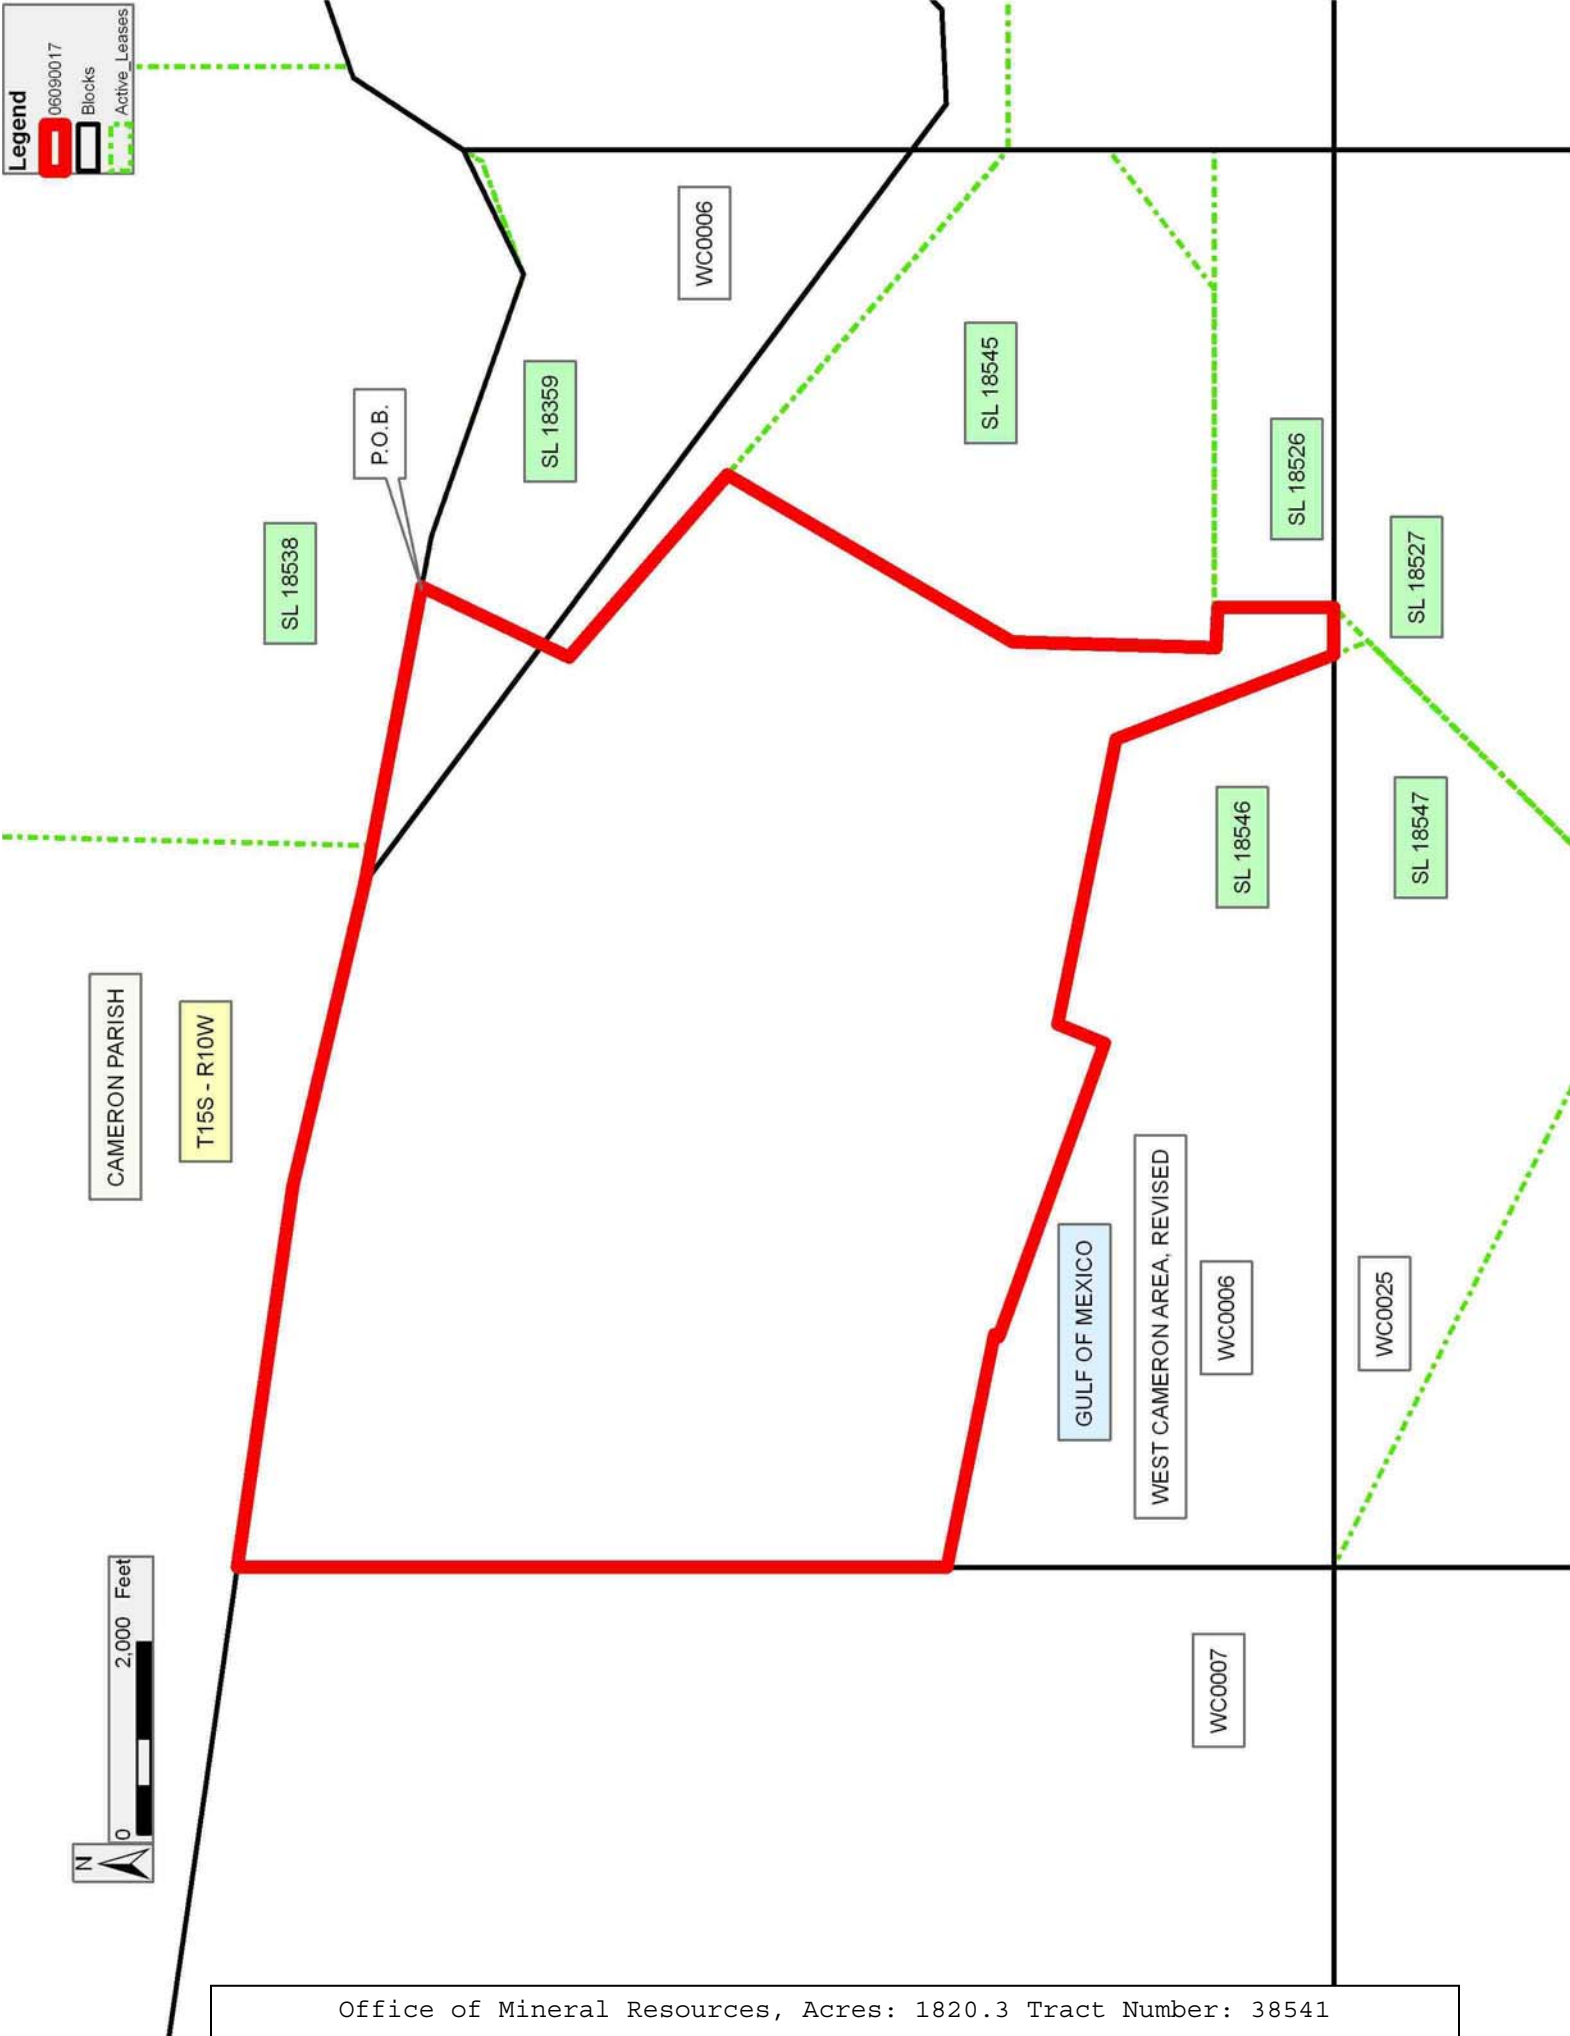 Legend
06090017
Blocks
Active_Leases
N
0 2,000 Feet
CAMERON PARISH
T15S - R10W
SL 18538
P.O.B.
SL 18359
WC0006
SL 18545
SL 18526
SL 18527
SL 18546
SL 18547
GULF OF MEXICO
WEST CAMERON AREA, REVISED
WC0006
WC0025
WC0007
Office of Mineral Resources, Acres: 1820.3 Tract Number: 38541